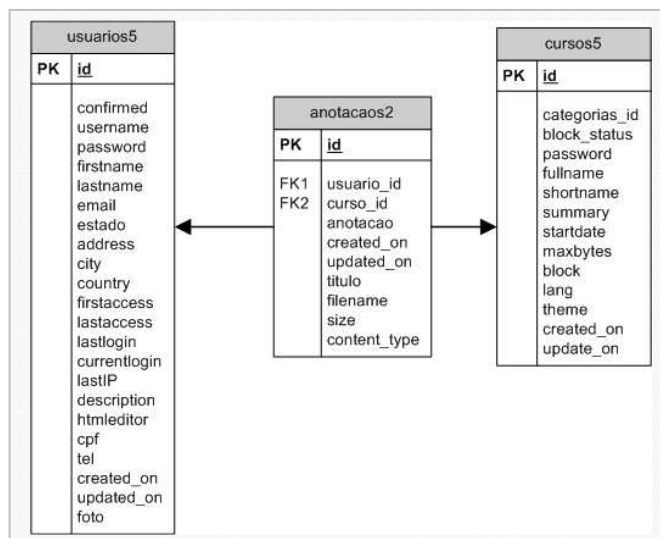 usuarios5
PK id
confirmed
username
password
firstname
lastname
email
estado
address
city
country
firstaccess
lastaccess
lastlogin
currentlogin
lastIP
description
htmleditor
cpf
tel
created_on
updated_on
foto
anotacaos2
PK id
FK1 usuario_id
FK2 curso_id
anotacao
created_on
updated_on
titulo
filename
size
content_type
cursos5
PK id
categorias_id
block_status
password
fullname
shortname
summary
startdate
maxbytes
block
lang
theme
created_on
update_on